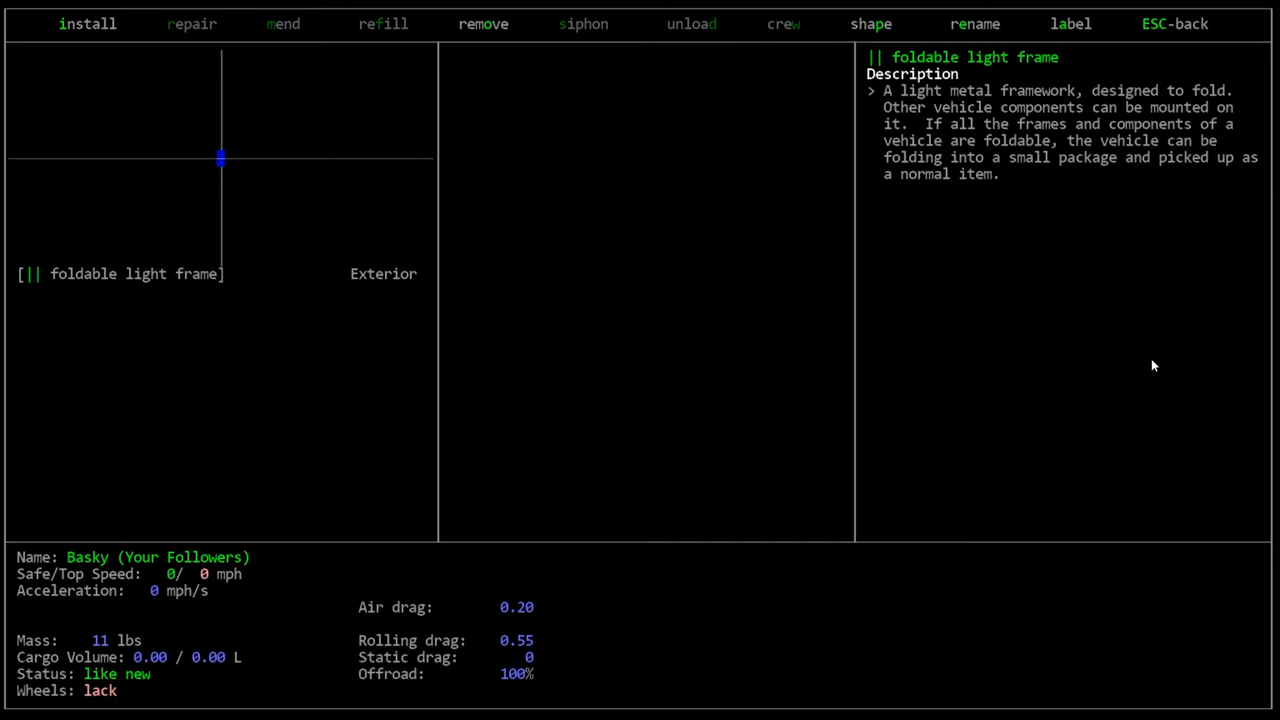 install repair mend refill remove siphon unload crew shape rename label ESC-back
|| foldable light frame
Description
> A light metal framework, designed to fold.
Other vehicle components can be mounted on
it.  If all the frames and components of a
vehicle are foldable, the vehicle can be
folding into a small package and picked up as
a normal item.
[|| foldable light frame] Exterior
Name: Basky (Your Followers)
Safe/Top Speed: 0/ 0 mph
Acceleration: 0 mph/s
Air drag: 0.20
Mass: 11 lbs Rolling drag: 0.55
Cargo Volume: 0.00 / 0.00 L Static drag: 0
Status: like new Offroad: 100%
Wheels: lack